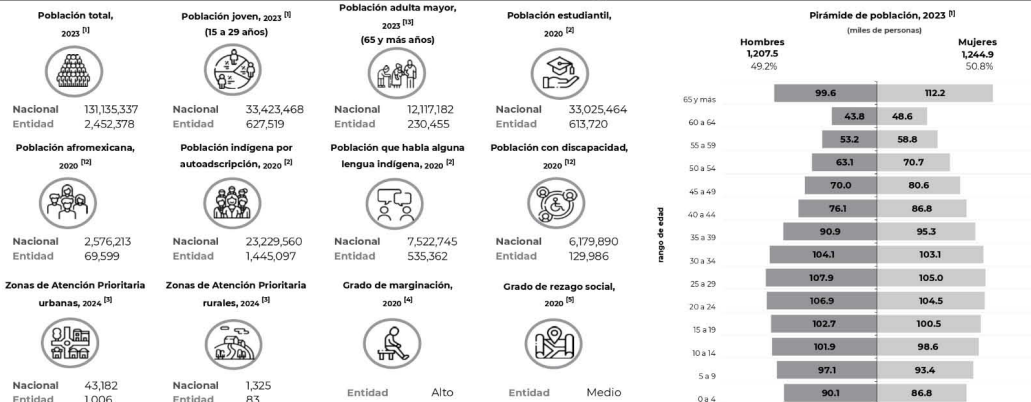 Población total,
2023 [1]
Nacional 131,135,337
Entidad 2,452,378
Población joven, 2023 [1]
(15 a 29 años)
Nacional 33,423,468
Entidad 627,519
Población adulta mayor,
2023 [13]
(65 y más años)
Nacional 12,117,182
Entidad 230,455
Población estudiantil,
2020 [2]
Nacional 33,025,464
Entidad 613,720
Población afromexicana,
2020 [12]
Nacional 2,576,213
Entidad 69,599
Población indígena por
autoadscripción, 2020 [2]
Nacional 23,229,560
Entidad 1,445,097
Población que habla alguna
lengua indígena, 2020 [2]
Nacional 7,522,745
Entidad 535,362
Población con discapacidad,
2020 [12]
Nacional 6,179,890
Entidad 129,986
Zonas de Atención Prioritaria
urbanas, 2024 [3]
Nacional 43,182
Entidad 1,006
Zonas de Atención Prioritaria
rurales, 2024 [3]
Nacional 1,325
Entidad 83
Grado de marginación,
2020 [4]
Entidad Alto
Grado de rezago social,
2020 [5]
Entidad Medio
Pirámide de población, 2023 [1]
(miles de personas)
Hombres Mujeres
1,207.5 1,244.9
49.2% 50.8%
rango de edad
65 y más 99.6 112.2
60 a 64 43.8 48.6
55 a 59 53.2 58.8
50 a 54 63.1 70.7
45 a 49 70.0 80.6
40 a 44 76.1 86.8
35 a 39 90.9 95.3
30 a 34 104.1 103.1
25 a 29 107.9 105.0
20 a 24 106.9 104.5
15 a 19 102.7 100.5
10 a 14 101.9 98.6
5 a 9 97.1 93.4
0 a 4 90.1 86.8